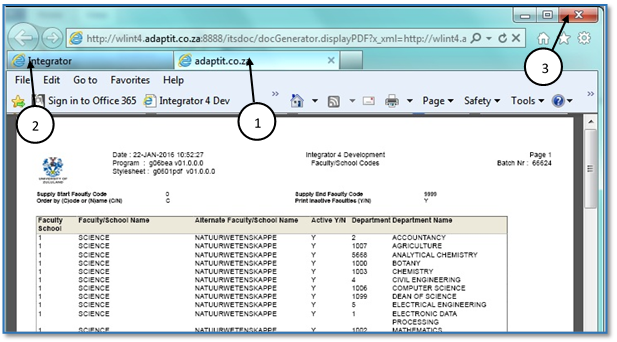 http://wlint4.adaptit.co.za:8888/itsdoc/docGenerator.displayPDF?x_xml=http://wlint4.a
Integrator
adaptit.co.za
3
File Edit Go to Favorites Help
Sign in to Office 365 Integrator 4 Dev Page Safety Tools
2
1
Date : 22-JAN-2016 10:52:27 Integrator 4 Development Page 1
Program : g06bea v01.0.0.0 Faculty/School Codes Batch Nr : 66624
Stylesheet : g0601pdf v01.0.0.0
UNIVERSITY OF
ZULULAND
Supply Start Faculty Code 0 Supply End Faculty Code 9999
Order by (C)ode or (N)ame (C/N) C Print Inactive Faculties (Y/N) Y
Faculty School Faculty/School Name Alternate Faculty/School Name Active Y/N Department Department Name
1 SCIENCE NATUURWETENSKAPPE Y 2 ACCOUNTANCY
1 SCIENCE NATUURWETENSKAPPE Y 1007 AGRICULTURE
1 SCIENCE NATUURWETENSKAPPE Y 5668 ANALYTICAL CHEMISTRY
1 SCIENCE NATUURWETENSKAPPE Y 1000 BOTANY
1 SCIENCE NATUURWETENSKAPPE Y 1003 CHEMISTRY
1 SCIENCE NATUURWETENSKAPPE Y 4 CIVIL ENGINEERING
1 SCIENCE NATUURWETENSKAPPE Y 1006 COMPUTER SCIENCE
1 SCIENCE NATUURWETENSKAPPE Y 1099 DEAN OF SCIENCE
1 SCIENCE NATUURWETENSKAPPE Y 5 ELECTRICAL ENGINEERING
1 SCIENCE NATUURWETENSKAPPE Y 1 ELECTRONIC DATA
PROCESSING
1 SCIENCE NATUURWETENSKAPPE Y 1002 MATHEMATICS